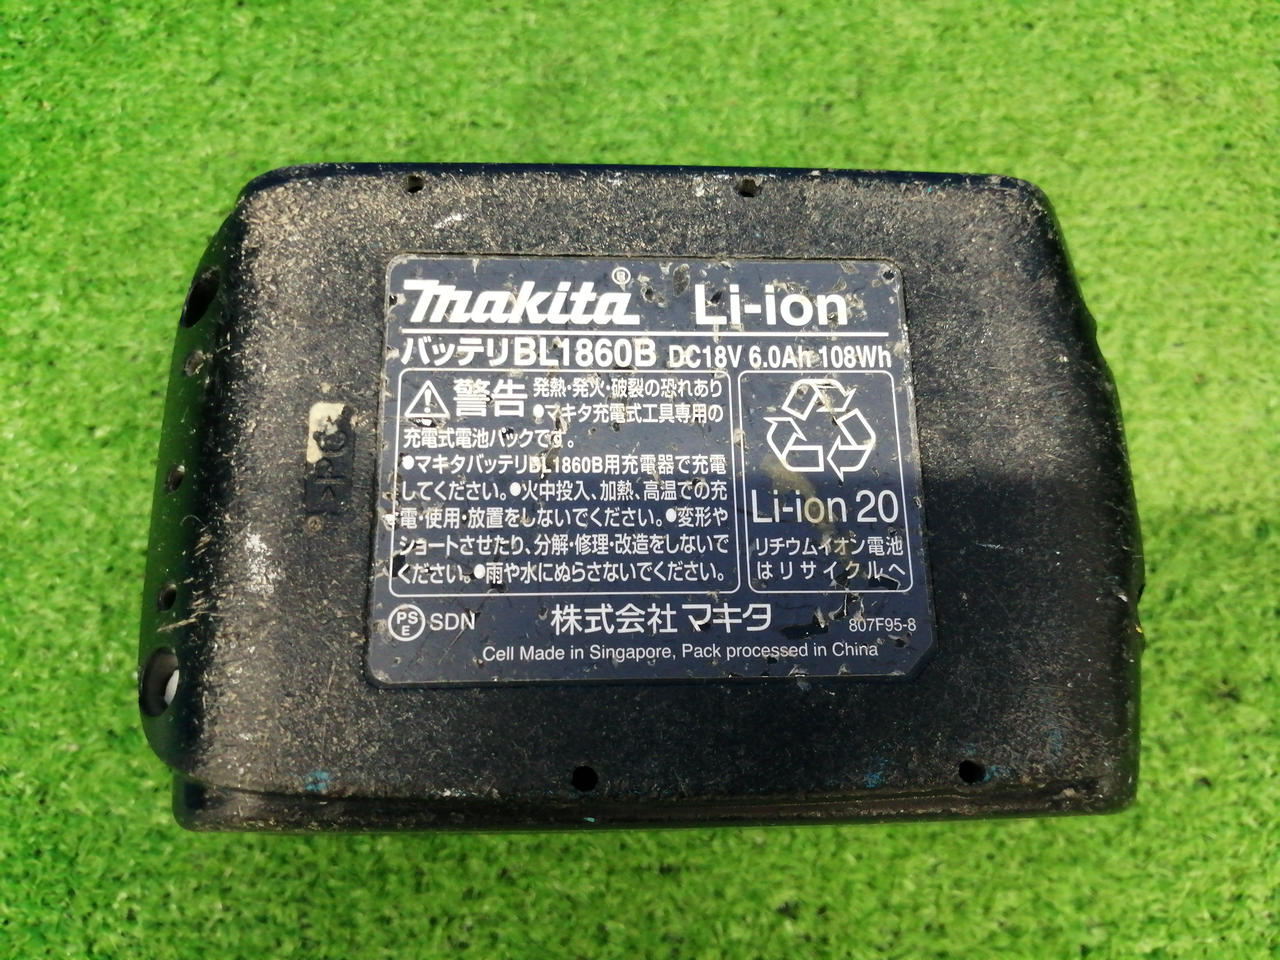 makita® Li-ion
バッテリBL1860B DC18V 6.0Ah 108Wh
警告 発熱・発火・破裂の恐れあり
●マキタ充電式工具専用の
充電式電池パックです。
●マキタバッテリBL1860B用充電器で充電
してください。●火中投入、加熱、高温での充
電・使用・放置をしないでください。●変形や
ショートさせたり、分解・修理・改造をしないで
ください。●雨や水にぬらさないでください。
Li-ion 20
リチウムイオン電池
はリサイクルへ
PSE SDN 株式会社 マキタ 807F95-8
Cell Made in Singapore, Pack processed in China